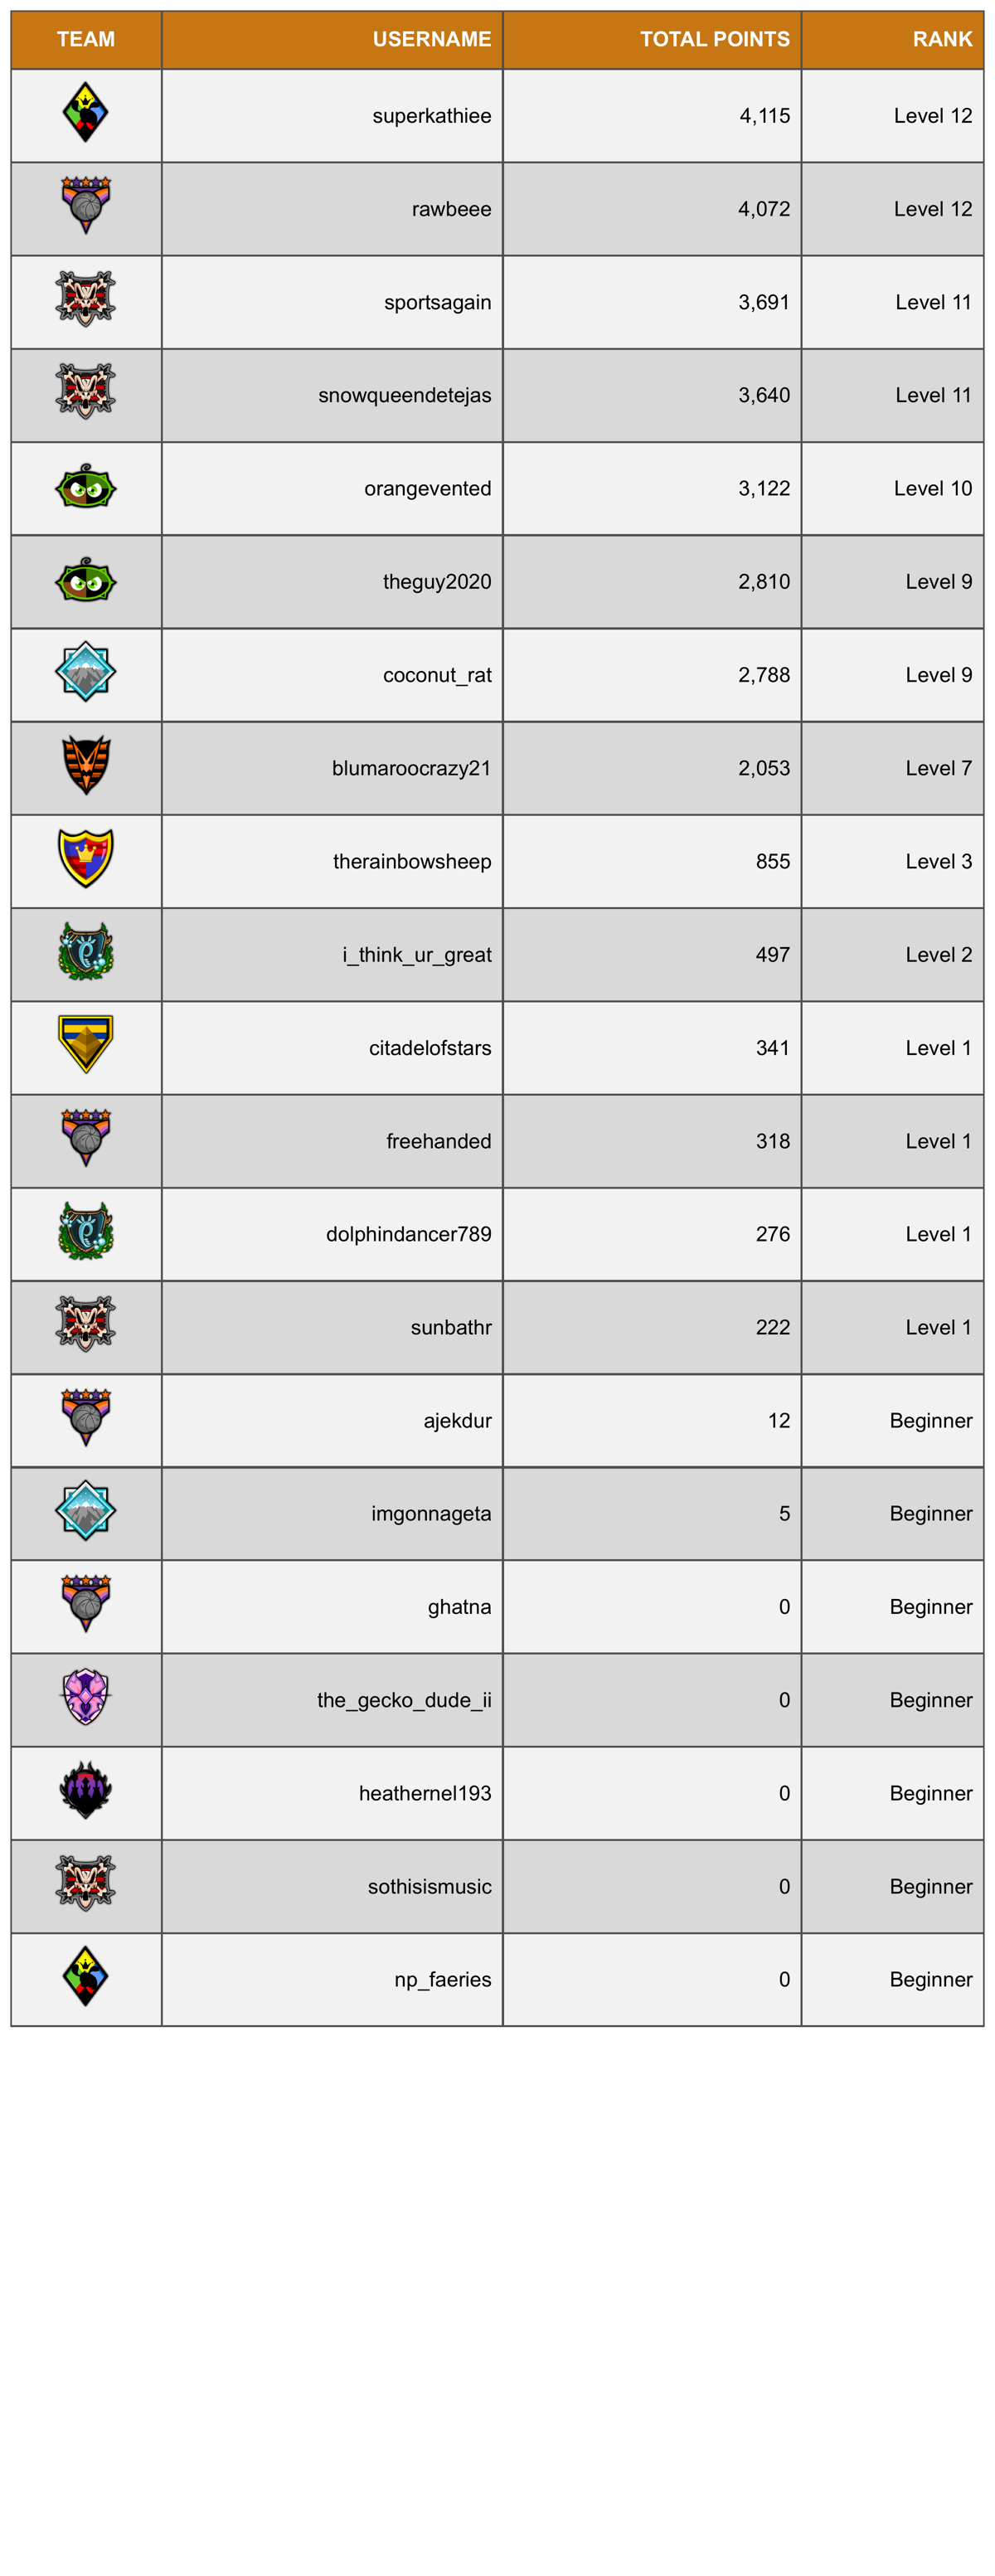 TEAM USERNAME TOTAL POINTS RANK
superkathiee 4,115 Level 12
rawbeee 4,072 Level 12
sportsagain 3,691 Level 11
snowqueendetejas 3,640 Level 11
orangevented 3,122 Level 10
theguy2020 2,810 Level 9
coconut_rat 2,788 Level 9
blumaroocrazy21 2,053 Level 7
therainbowsheep 855 Level 3
i_think_ur_great 497 Level 2
citadelofstars 341 Level 1
freehanded 318 Level 1
dolphindancer789 276 Level 1
sunbathr 222 Level 1
ajekdur 12 Beginner
imgonnageta 5 Beginner
ghatna 0 Beginner
the_gecko_dude_ii 0 Beginner
heathernel193 0 Beginner
sothisismusic 0 Beginner
np_faeries 0 Beginner